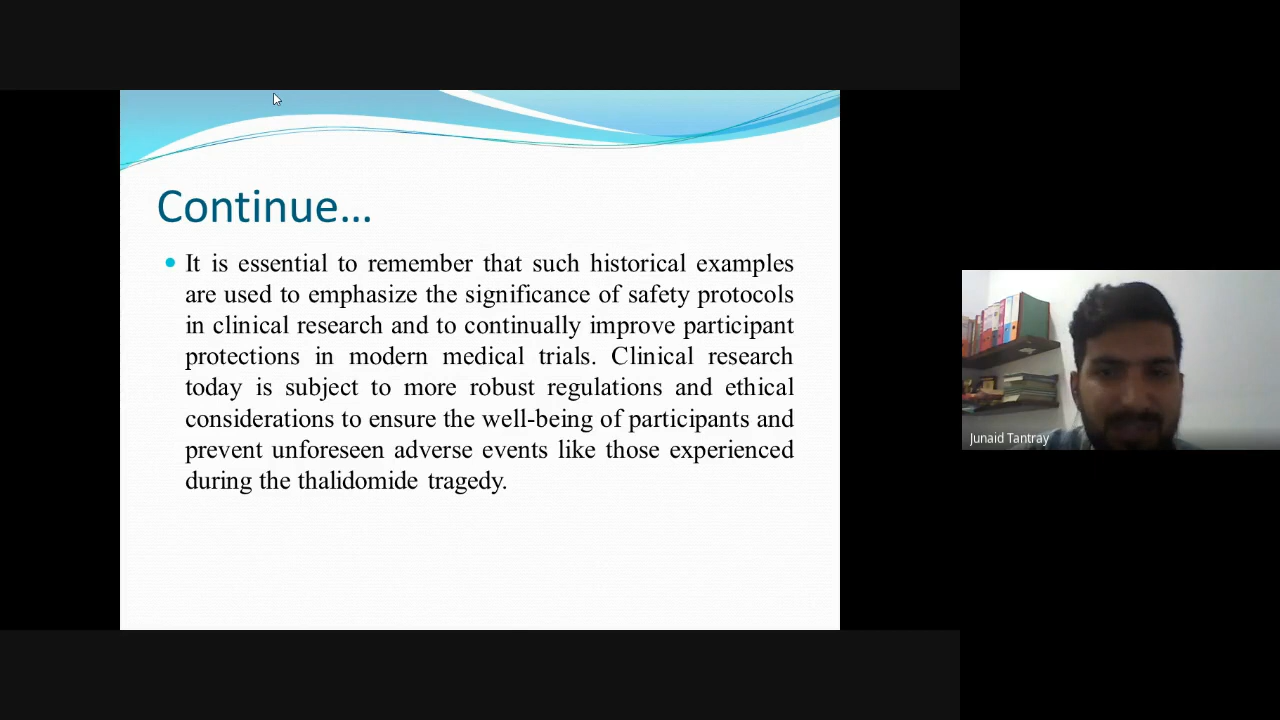 Continue…
It is essential to remember that such historical examples
are used to emphasize the significance of safety protocols
in clinical research and to continually improve participant
protections in modern medical trials. Clinical research
today is subject to more robust regulations and ethical
considerations to ensure the well-being of participants and
prevent unforeseen adverse events like those experienced
during the thalidomide tragedy.
Junaid Tantray